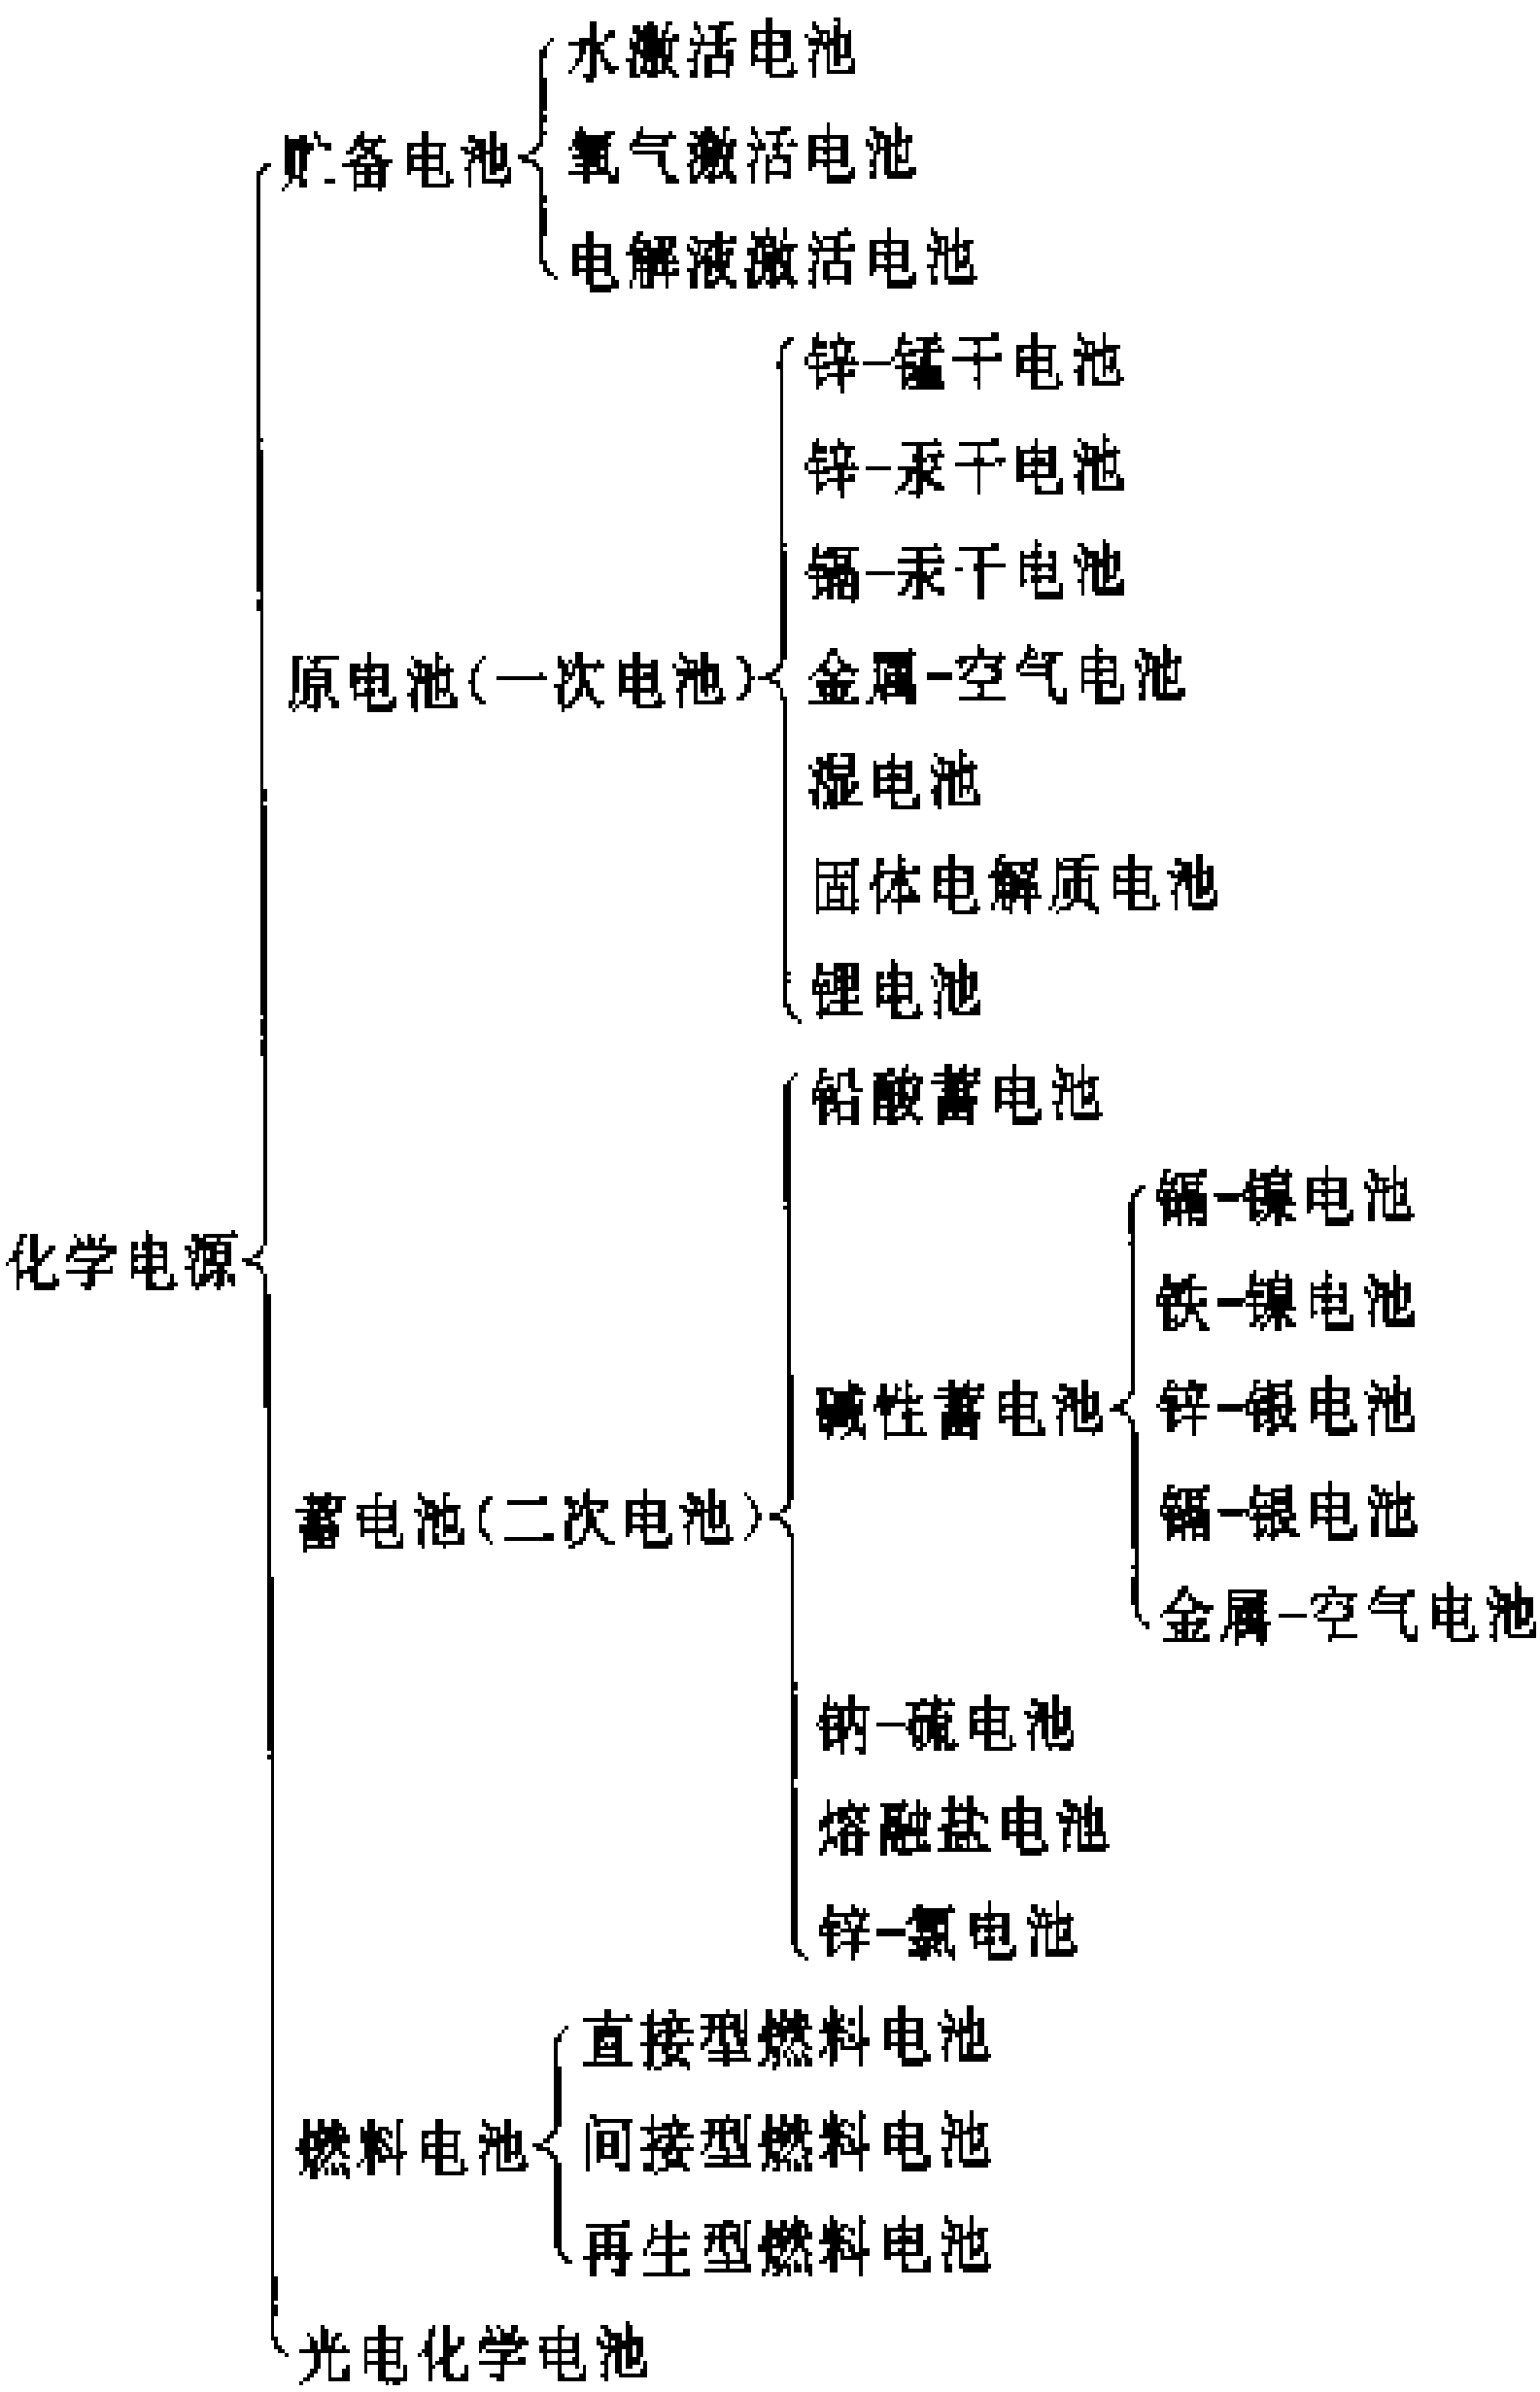 水激活电池
贮备电池
氧气激活电池
电解液激活电池
锌-锰干电池
锌-汞干电池
镉-汞干电池
原电池(一次电池)
金属-空气电池
湿电池
固体电解质电池
锂电池
铅酸蓄电池
镉-镍电池
化学电源
铁-镍电池
碱性蓄电池
锌-银电池
蓄电池(二次电池)
镉-银电池
金属-空气电池
钠-硫电池
熔融盐电池
锌-氯电池
直接型燃料电池
燃料电池
间接型燃料电池
再生型燃料电池
光电化学电池